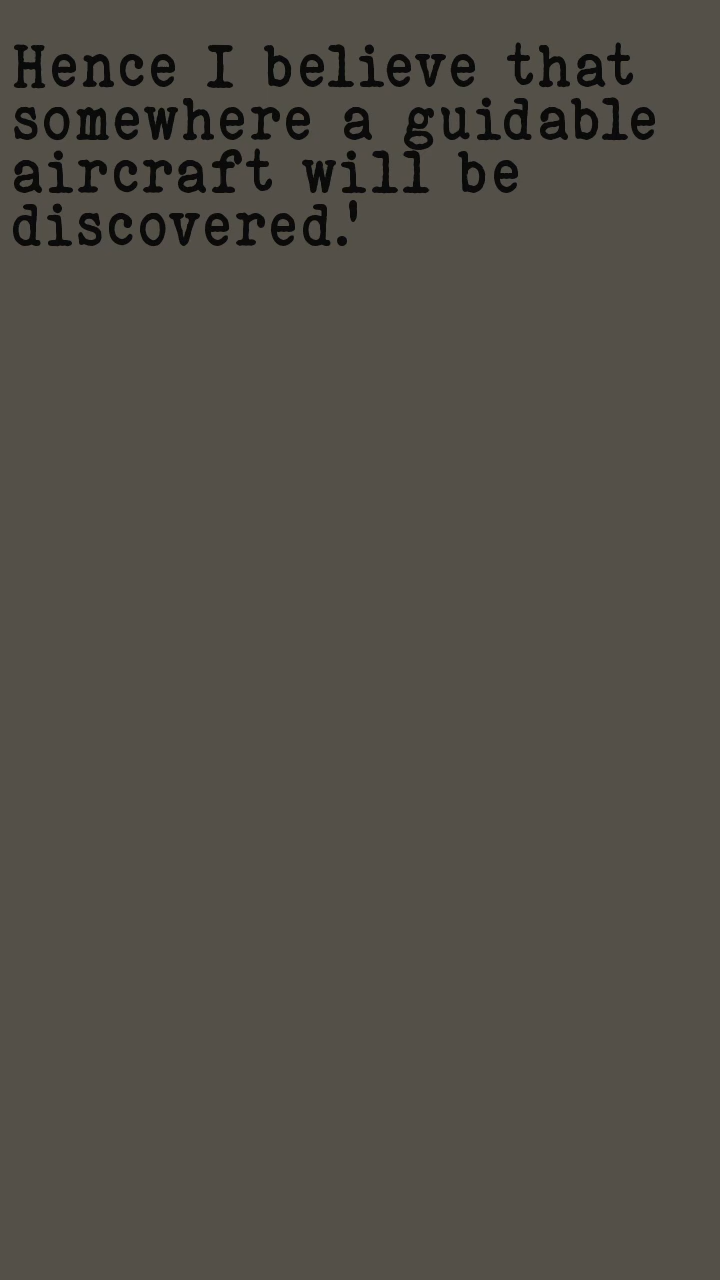 Hence I believe that
somewhere a guidable
aircraft will be
discovered.'